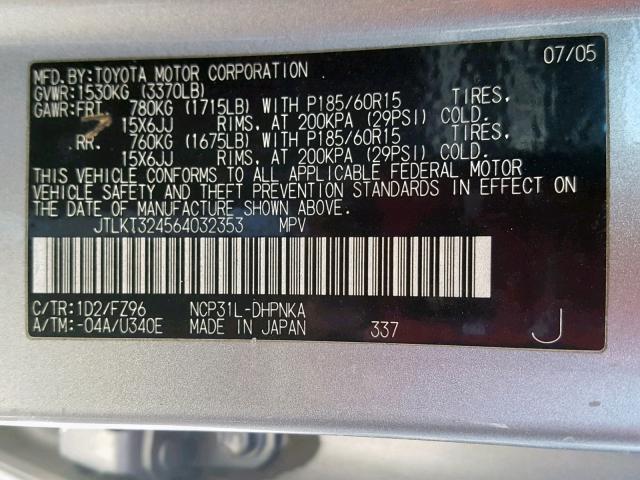 07/05
MFD.BY:TOYOTA MOTOR CORPORATION
GVWR:1530KG (3370LB)
GAWR:FRT. 780KG (1715LB) WITH P185/60R15 TIRES,
15X6JJ RIMS, AT 200KPA (29PSI) COLD.
.RR. 760KG (1675LB) WITH P185/60R15 TIRES,
15X6JJ RIMS, AT 200KPA (29PSI) COLD.
THIS VEHICLE CONFORMS TO ALL APPLICABLE FEDERAL MOTOR
VEHICLE SAFETY AND THEFT PREVENTION STANDARDS IN EFFECT ON
THE DATE OF MANUFACTURE SHOWN ABOVE.
JTLKT324564032353 MPV
C/TR:1D2/FZ96 NCP31L-DHPNKA
A/TM:-04A/U340E MADE IN JAPAN 337 J